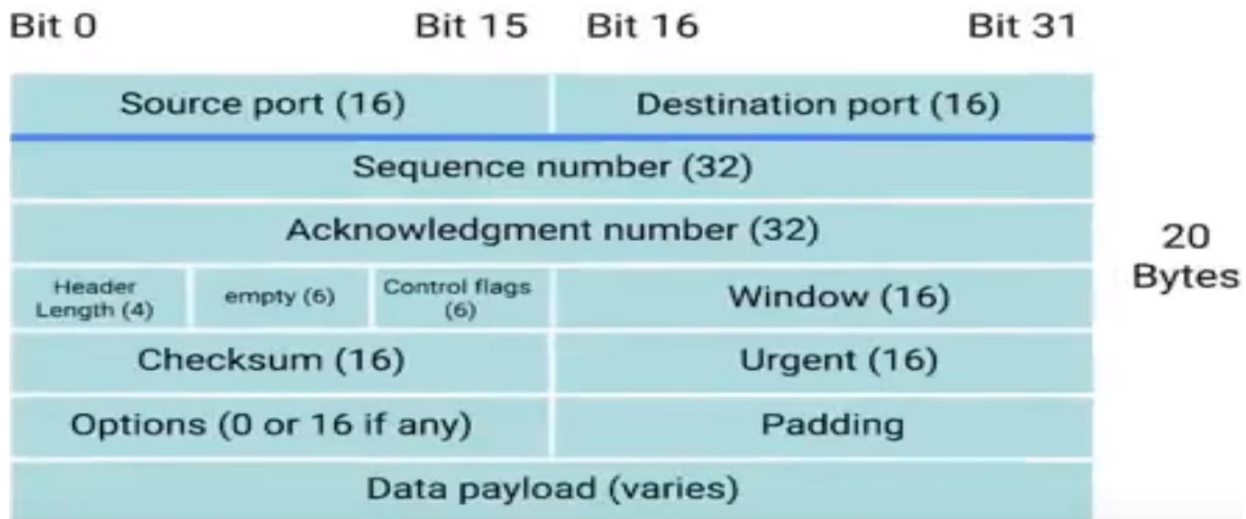 Bit 0 Bit 15 Bit 16 Bit 31
Source port (16) Destination port (16)
Sequence number (32)
Acknowledgment number (32)
Header
Length (4)
empty (6)
Control flags
(6)
Window (16)
20
Bytes
Checksum (16) Urgent (16)
Options (0 or 16 if any) Padding
Data payload (varies)